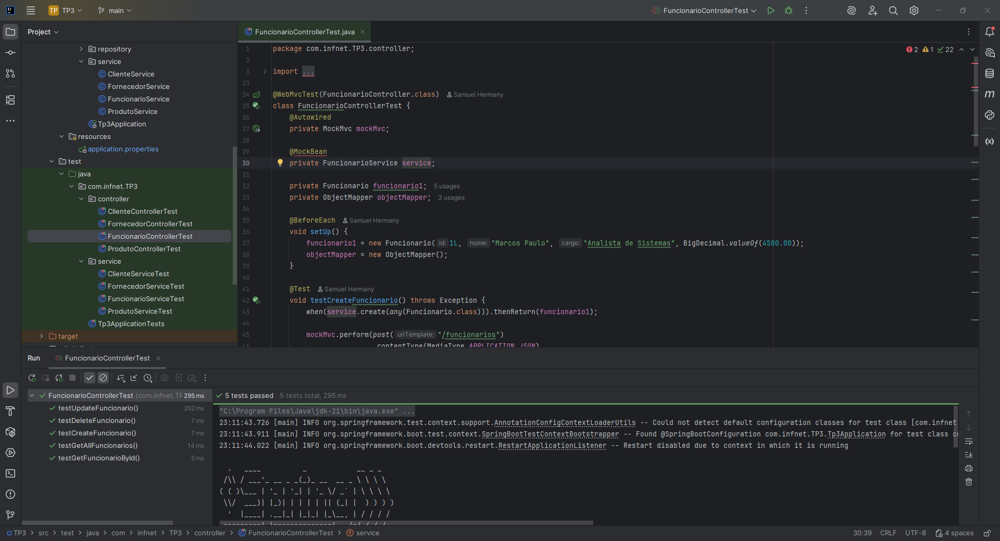 TP TP3 main FuncionarioControllerTest
Project
FuncionarioControllerTest.java
repository
service
ClienteService
FornecedorService
FuncionarioService
ProdutoService
Tp3Application
resources
application.properties
test
java
com.infnet.TP3
controller
ClienteControllerTest
FornecedorControllerTest
FuncionarioControllerTest
ProdutoControllerTest
service
ClienteServiceTest
FornecedorServiceTest
FuncionarioServiceTest
ProdutoServiceTest
Tp3ApplicationTests
target
2 1 22
1 package com.infnet.TP3.controller;
2
3 import ...
23
24 @WebMvcTest(FuncionarioController.class) Samuel Hermany
25 class FuncionarioControllerTest {
26 @Autowired
27 private MockMvc mockMvc;
28
29 @MockBean
30 private FuncionarioService service;
31
32 private Funcionario funcionario1; 5 usages
33 private ObjectMapper objectMapper; 3 usages
34
35 @BeforeEach Samuel Hermany
36 void setUp() {
37 funcionario1 = new Funcionario( id: 1L, nome: "Marcos Paulo", cargo: "Analista de Sistemas", BigDecimal.valueOf(4500.00));
38 objectMapper = new ObjectMapper();
39 }
40
41 @Test Samuel Hermany
42 void testCreateFuncionario() throws Exception {
43 when(service.create(any(Funcionario.class))).thenReturn(funcionario1);
44
45 mockMvc.perform(post( uriTemplate: "/funcionarios")
46 .contentType(MediaType.APPLICATION_JSON)
Run FuncionarioControllerTest
FuncionarioControllerTest (com.infnet.TP 295 ms
testUpdateFuncionario() 262 ms
testDeleteFuncionario() 7 ms
testCreateFuncionario() 7 ms
testGetAllFuncionarios() 14 ms
testGetFuncionarioById() 5 ms
5 tests passed 5 tests total, 295 ms
"C:\Program Files\Java\jdk-21\bin\java.exe" ...
23:11:43.726 [main] INFO org.springframework.test.context.support.AnnotationConfigContextLoaderUtils -- Could not detect default configuration classes for test class [com.infnet
23:11:43.911 [main] INFO org.springframework.boot.test.context.SpringBootTestContextBootstrapper -- Found @SpringBootConfiguration com.infnet.TP3.Tp3Application for test class co
23:11:44.022 [main] INFO org.springframework.boot.devtools.restart.RestartApplicationListener -- Restart disabled due to context in which it is running
TP3 > src > test > java > com > infnet > TP3 > controller > FuncionarioControllerTest > service
30:39 CRLF UTF-8 4 spaces